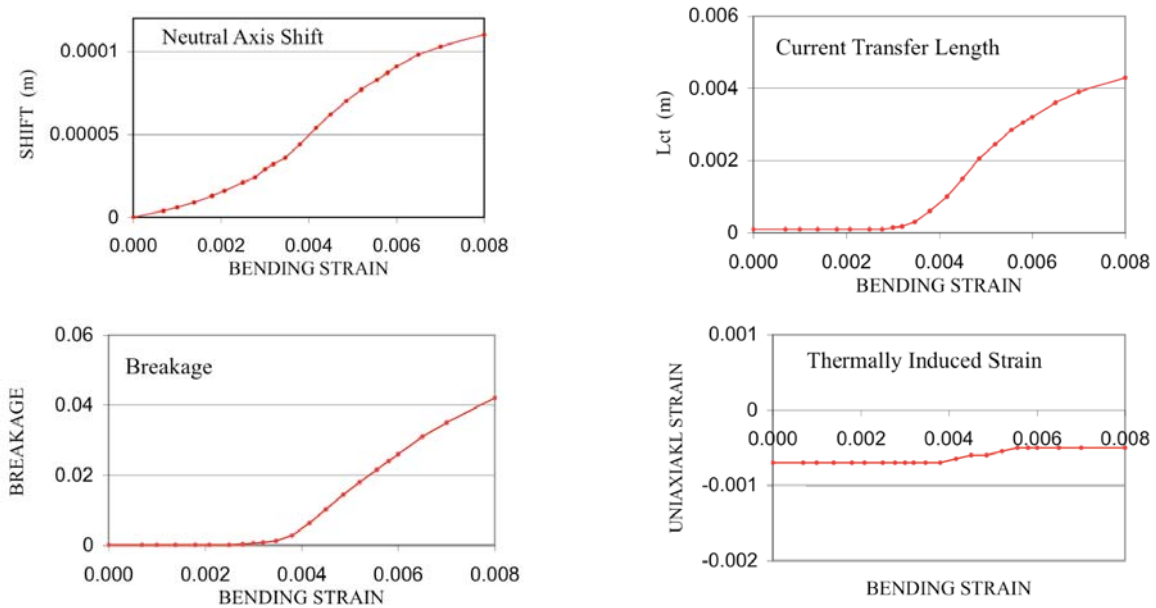 Neutral Axis Shift
SHIFT (m)
0.0001
0.00005
0
0.000 0.002 0.004 0.006 0.008
BENDING STRAIN
Current Transfer Length
Lct (m)
0.006
0.004
0.002
0
0.000 0.002 0.004 0.006 0.008
BENDING STRAIN
Breakage
BREAKAGE
0.06
0.04
0.02
0
0.000 0.002 0.004 0.006 0.008
BENDING STRAIN
Thermally Induced Strain
UNIAXIAKL STRAIN
0.001
0
0.000 0.002 0.004 0.006 0.008
-0.001
-0.002
BENDING STRAIN